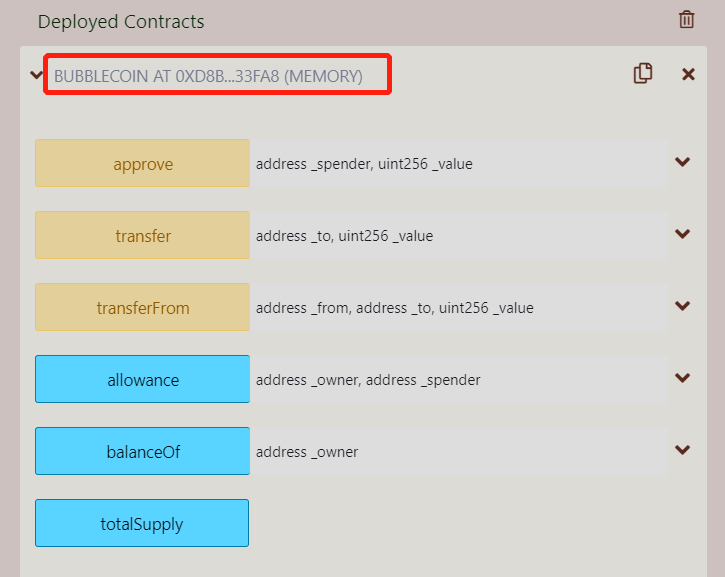 Deployed Contracts
BUBBLECOIN AT 0XD8B...33FA8 (MEMORY)
approve address _spender, uint256 _value
transfer address _to, uint256 _value
transferFrom address _from, address _to, uint256 _value
allowance address _owner, address _spender
balanceOf address _owner
totalSupply